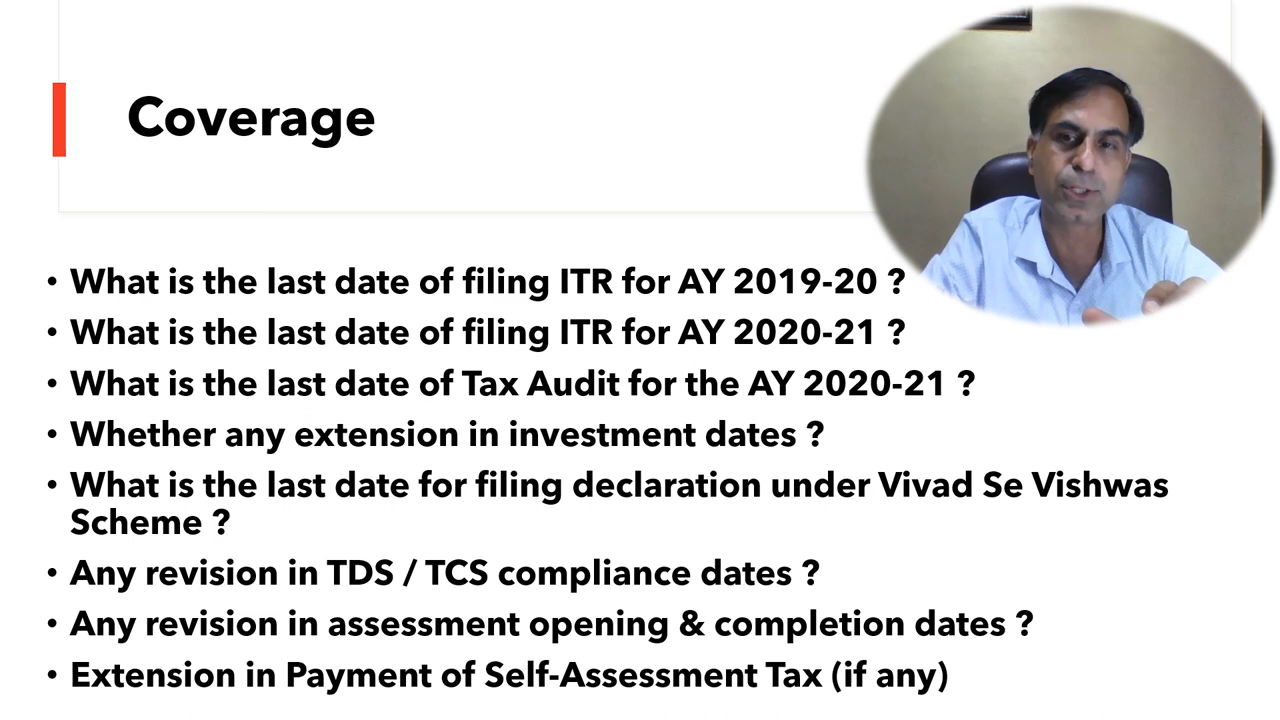 Coverage
• What is the last date of filing ITR for AY 2019-20 ?
• What is the last date of filing ITR for AY 2020-21 ?
• What is the last date of Tax Audit for the AY 2020-21 ?
• Whether any extension in investment dates ?
• What is the last date for filing declaration under Vivad Se Vishwas
Scheme ?
• Any revision in TDS / TCS compliance dates ?
• Any revision in assessment opening & completion dates ?
• Extension in Payment of Self-Assessment Tax (if any)